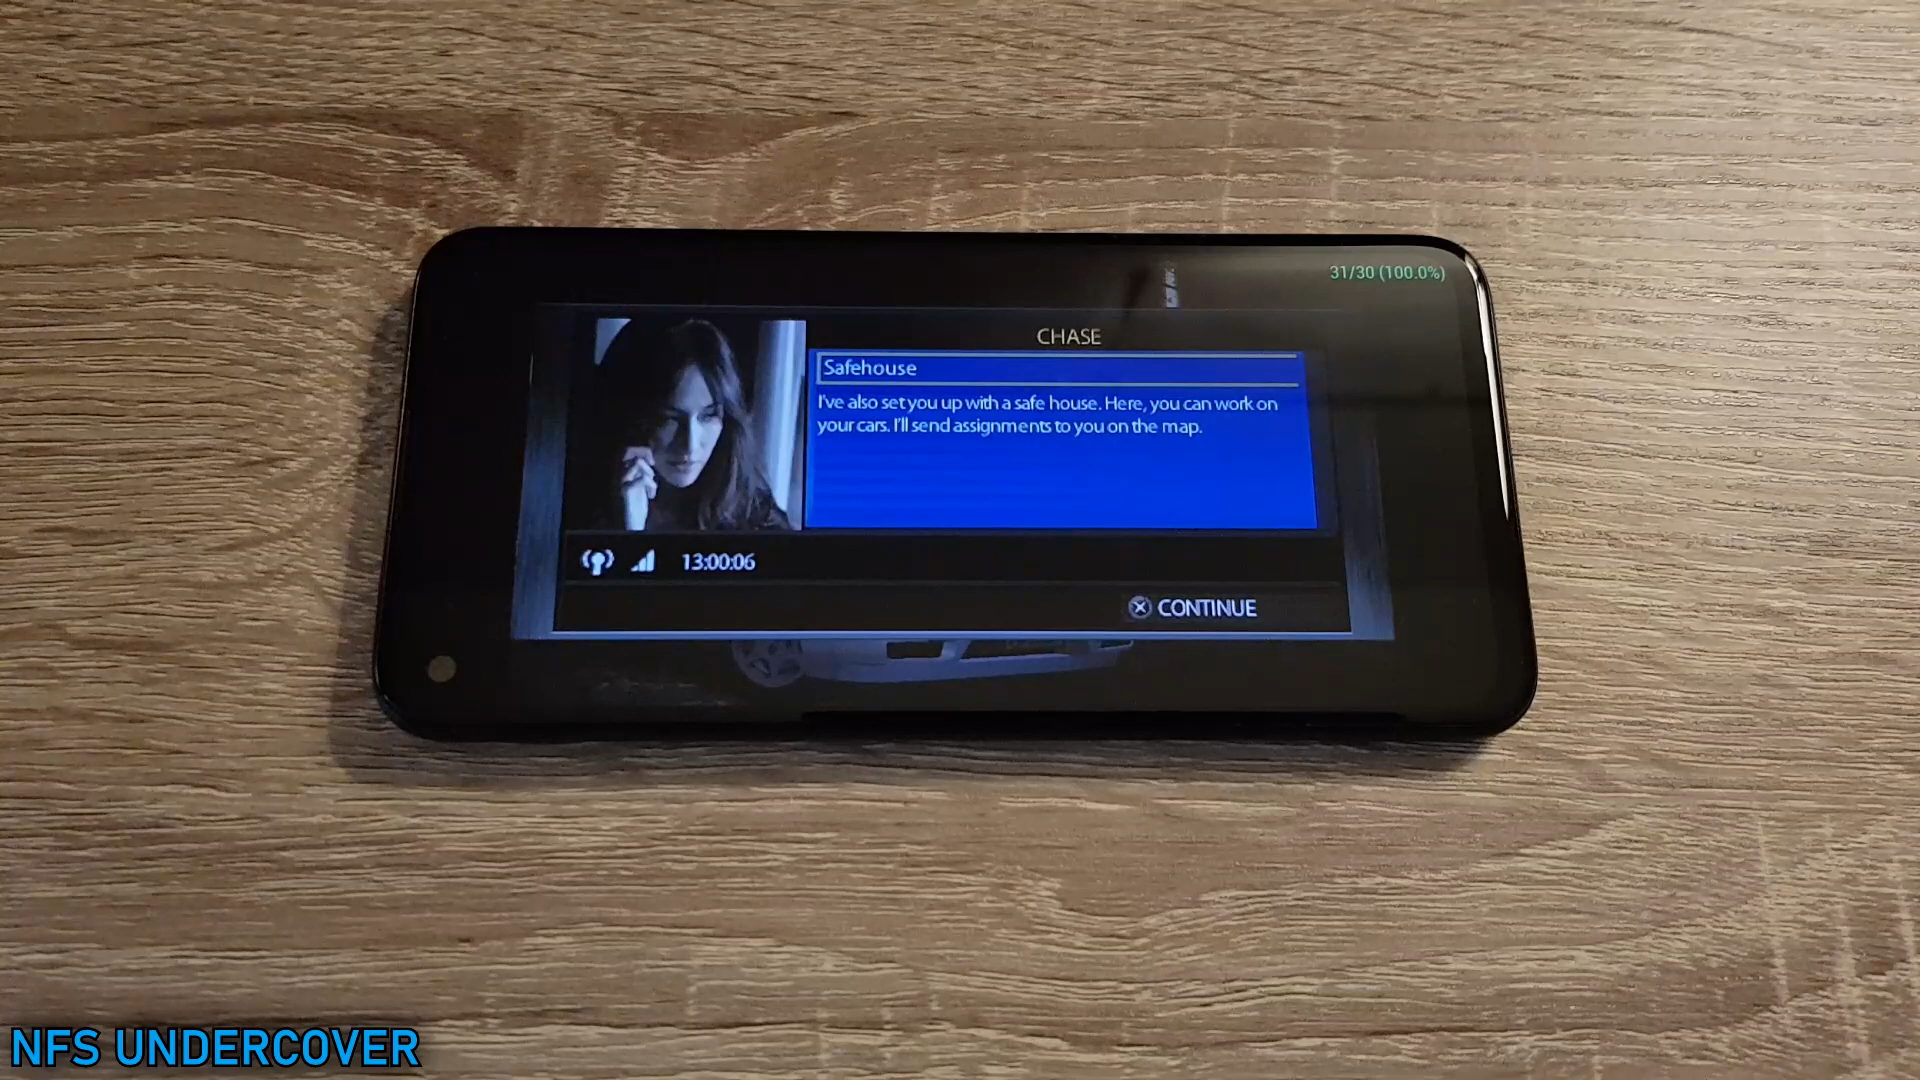 31/30 (100.0%)
CHASE
Safehouse
I've also set you up with a safe house. Here, you can work on
your cars. I'll send assignments to you on the map.
13:00:06
CONTINUE
NFS UNDERCOVER